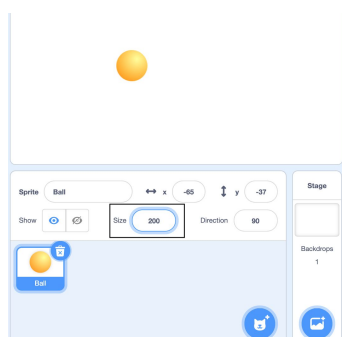 Sprite Ball x -65 y -37
Show Size 200 Direction 90
Ball
Stage
Backdrops
1